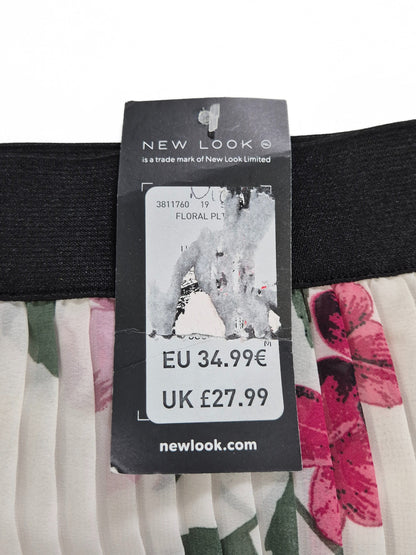 NEW LOOK
is a trade mark of New Look Limited
3811760 19
FLORAL PL
M
EU 34.99€
UK £27.99
newlook.com